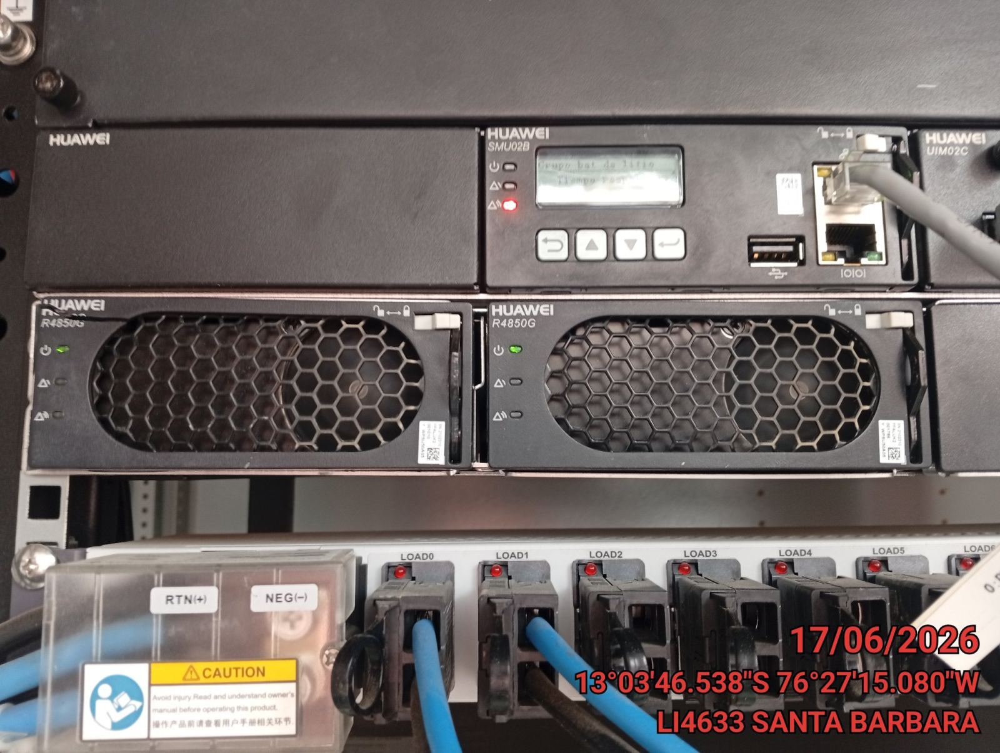 HUAWEI
HUAWEI
SMU02B
HUAWEI
UIM02C
Grupo bat de litio
Tiempo
HUAWEI
R4850G
HUAWEI
R4850G
LOAD0
LOAD1
LOAD2
LOAD3
LOAD4
LOAD5
LOAD6
RTN(+)
NEG(−)
CAUTION
Avoid injury.Read and understand owner's
manual before operating this product.
操作产品前请查看用户手册相关环节.
17/06/2026
13°03'46.538"S 76°27'15.080"W
LI4633 SANTA BARBARA